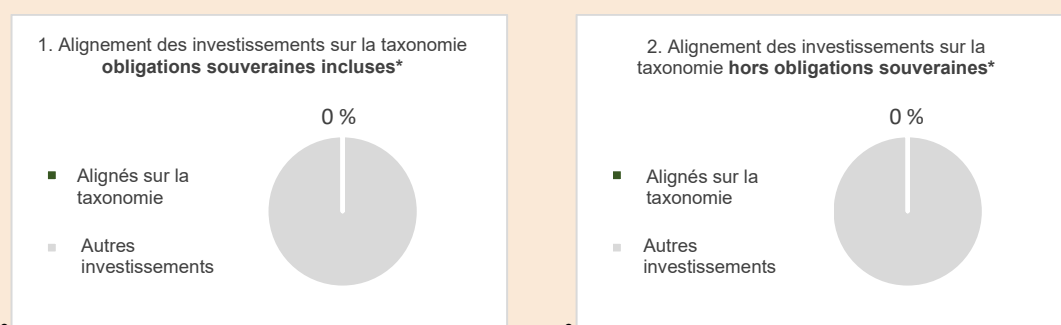 1. Alignement des investissements sur la taxonomie
obligations souveraines incluses*
0 %
Alignés sur la
taxonomie
Autres
investissements
2. Alignement des investissements sur la
taxonomie hors obligations souveraines*
0 %
Alignés sur la
taxonomie
Autres
investissements